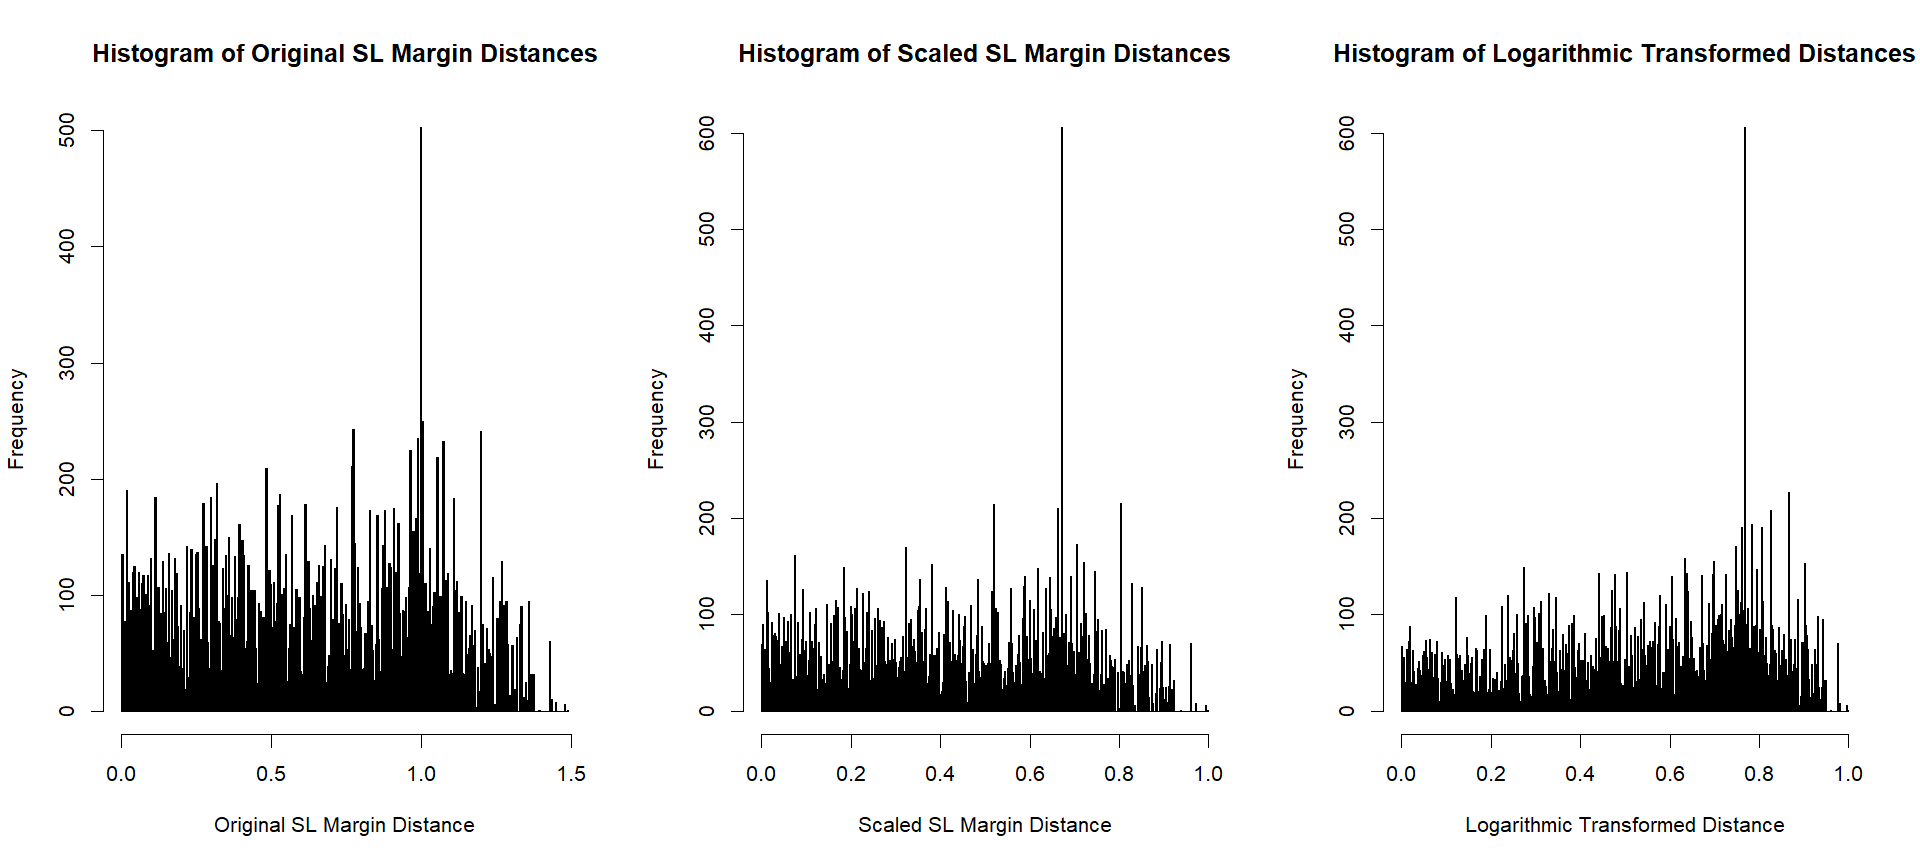 Histogram of Original SL Margin Distances
Frequency
0
100
200
300
400
500
0.0 0.5 1.0 1.5
Original SL Margin Distance
Histogram of Scaled SL Margin Distances
Frequency
0
100
200
300
400
500
600
0.0 0.2 0.4 0.6 0.8 1.0
Scaled SL Margin Distance
Histogram of Logarithmic Transformed Distances
Frequency
0
100
200
300
400
500
600
0.0 0.2 0.4 0.6 0.8 1.0
Logarithmic Transformed Distance